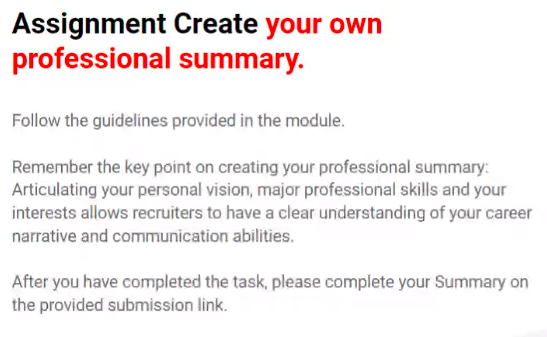 Assignment Create your own
professional summary.
Follow the guidelines provided in the module.
Remember the key point on creating your professional summary:
Articulating your personal vision, major professional skills and your
interests allows recruiters to have a clear understanding of your career
narrative and communication abilities.
After you have completed the task, please complete your Summary on
the provided submission link.